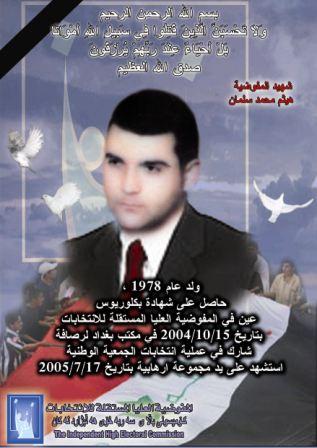 بسم الله الرحمن الرحيم
ولا تحسبن الذين قتلوا في سبيل الله امواتا
بل احياء عند ربهم يرزقون
صدق الله العظيم
شهيد المفوضية
هيثم محمد سلمان
ولد عام 1978 ،
حاصل على شهادة بكلوريوس
عين في المفوضية العليا المستقلة للانتخابات
بتاريخ 2004/10/15 في مكتب بغداد لرصافة
شارك في عملية انتخابات الجمعية الوطنية
استشهد على يد مجموعة ارهابية بتاريخ 2005/7/17
المفوضية العليا المستقلة للانتخابات
The Independent High Electoral Commission